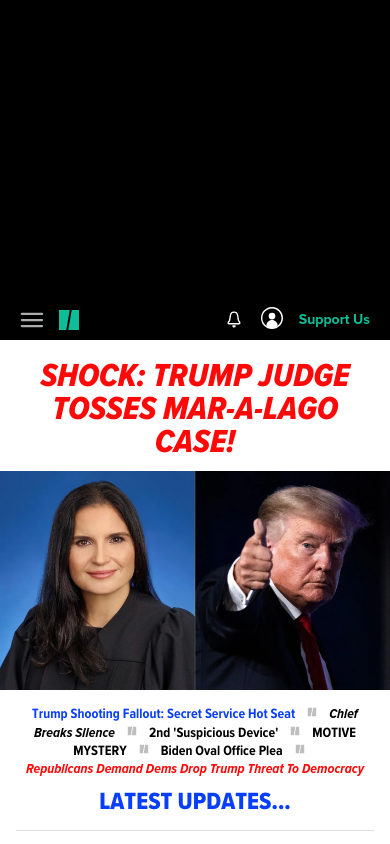 Support Us
SHOCK: TRUMP JUDGE
TOSSES MAR-A-LAGO
CASE!
Trump Shooting Fallout: Secret Service Hot Seat Chief
Breaks Silence 2nd 'Suspicious Device' MOTIVE
MYSTERY Biden Oval Office Plea
Republicans Demand Dems Drop Trump Threat To Democracy
LATEST UPDATES...